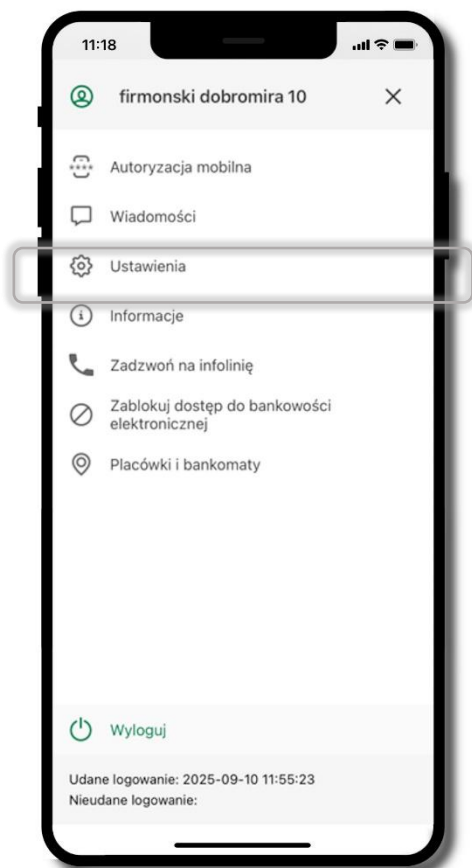 11:18
firmonski dobromira 10
Autoryzacja mobilna
Wiadomości
Ustawienia
Informacje
Zadzwoń na infolinię
Zablokuj dostęp do bankowości
elektronicznej
Placówki i bankomaty
Wyloguj
Udane logowanie: 2025-09-10 11:55:23
Nieudane logowanie: